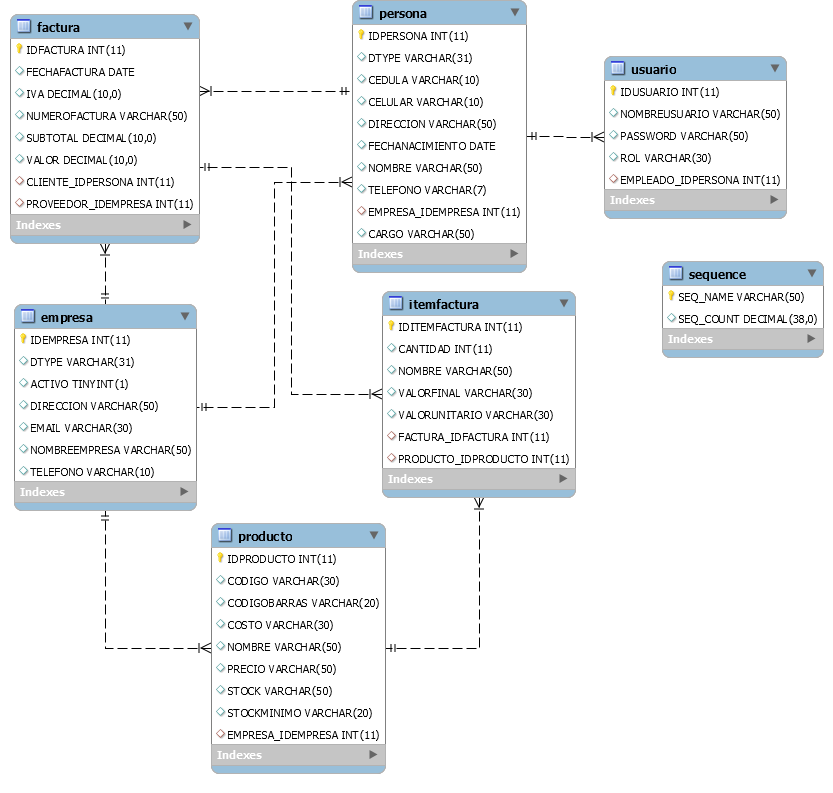 factura
IDFACTURA INT(11)
FECHAFACTURA DATE
IVA DECIMAL(10,0)
NUMEROFACTURA VARCHAR(50)
SUBTOTAL DECIMAL(10,0)
VALOR DECIMAL(10,0)
CLIENTE_IDPERSONA INT(11)
PROVEEDOR_IDEMPRESA INT(11)
Indexes
persona
IDPERSONA INT(11)
DTYPE VARCHAR(31)
CEDULA VARCHAR(10)
CELULAR VARCHAR(10)
DIRECCION VARCHAR(50)
FECHANACIMIENTO DATE
NOMBRE VARCHAR(50)
TELEFONO VARCHAR(7)
EMPRESA_IDEMPRESA INT(11)
CARGO VARCHAR(50)
Indexes
usuario
IDUSUARIO INT(11)
NOMBREUSUARIO VARCHAR(50)
PASSWORD VARCHAR(50)
ROL VARCHAR(30)
EMPLEADO_IDPERSONA INT(11)
Indexes
sequence
SEQ_NAME VARCHAR(50)
SEQ_COUNT DECIMAL(38,0)
Indexes
empresa
IDEMPRESA INT(11)
DTYPE VARCHAR(31)
ACTIVO TINYINT(1)
DIRECCION VARCHAR(50)
EMAIL VARCHAR(30)
NOMBREEMPRESA VARCHAR(50)
TELEFONO VARCHAR(10)
Indexes
itemfactura
IDITEMFACTURA INT(11)
CANTIDAD INT(11)
NOMBRE VARCHAR(50)
VALORFINAL VARCHAR(30)
VALORUNITARIO VARCHAR(30)
FACTURA_IDFACTURA INT(11)
PRODUCTO_IDPRODUCTO INT(11)
Indexes
producto
IDPRODUCTO INT(11)
CODIGO VARCHAR(30)
CODIGOBARRAS VARCHAR(20)
COSTO VARCHAR(30)
NOMBRE VARCHAR(50)
PRECIO VARCHAR(50)
STOCK VARCHAR(50)
STOCKMINIMO VARCHAR(20)
EMPRESA_IDEMPRESA INT(11)
Indexes